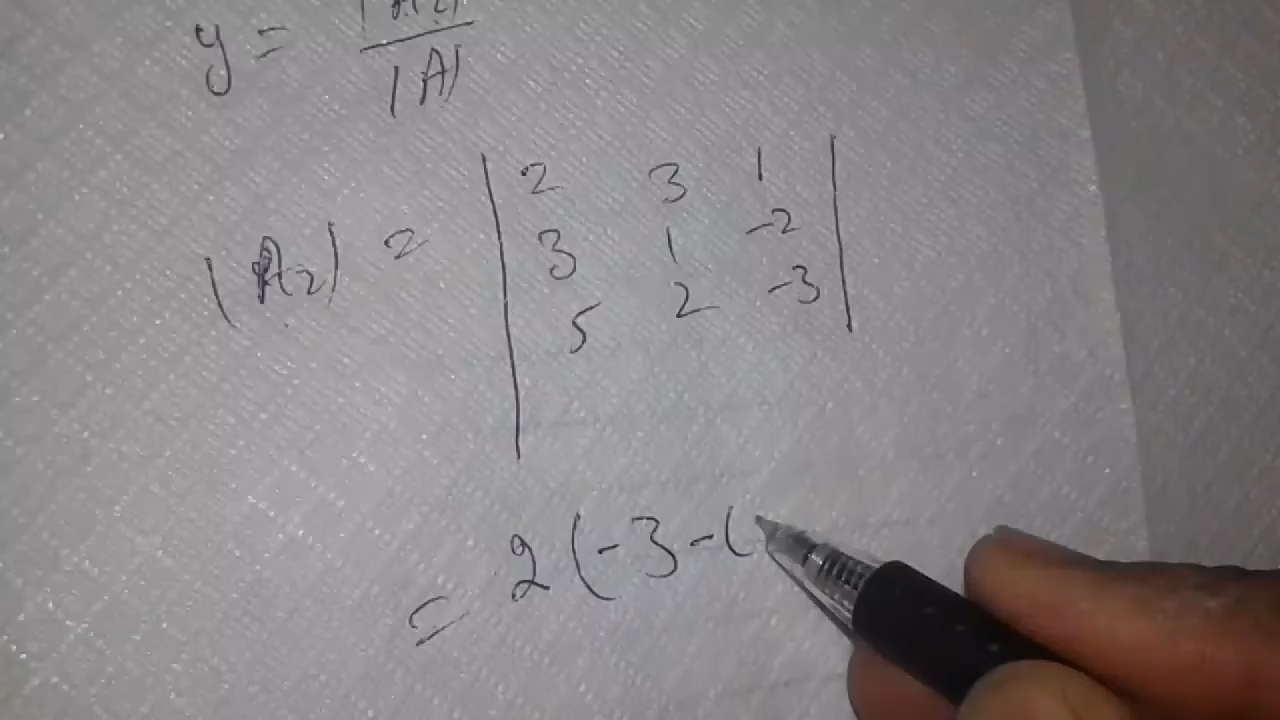 y = |A2|
|A|
|A2| = | 2 3 1 |
3 1 -2
5 2 -3
= 2(-3-(